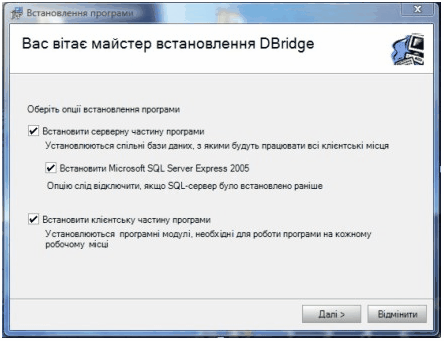 Встановлення програми
Вас вітає майстер встановлення DBridge
Оберіть опції встановлення програми
Встановити серверну частину програми
Установлюються спільні бази даних, з якими будуть працювати всі клієнтські місця
Встановити Microsoft SQL Server Express 2005
Опцію слід відключити, якщо SQL-сервер було встановлено раніше
Встановити клієнтську частину програми
Установлюються програмні модулі, необхідні для роботи програми на кожному
робочому місці
Далі >
Відмінити